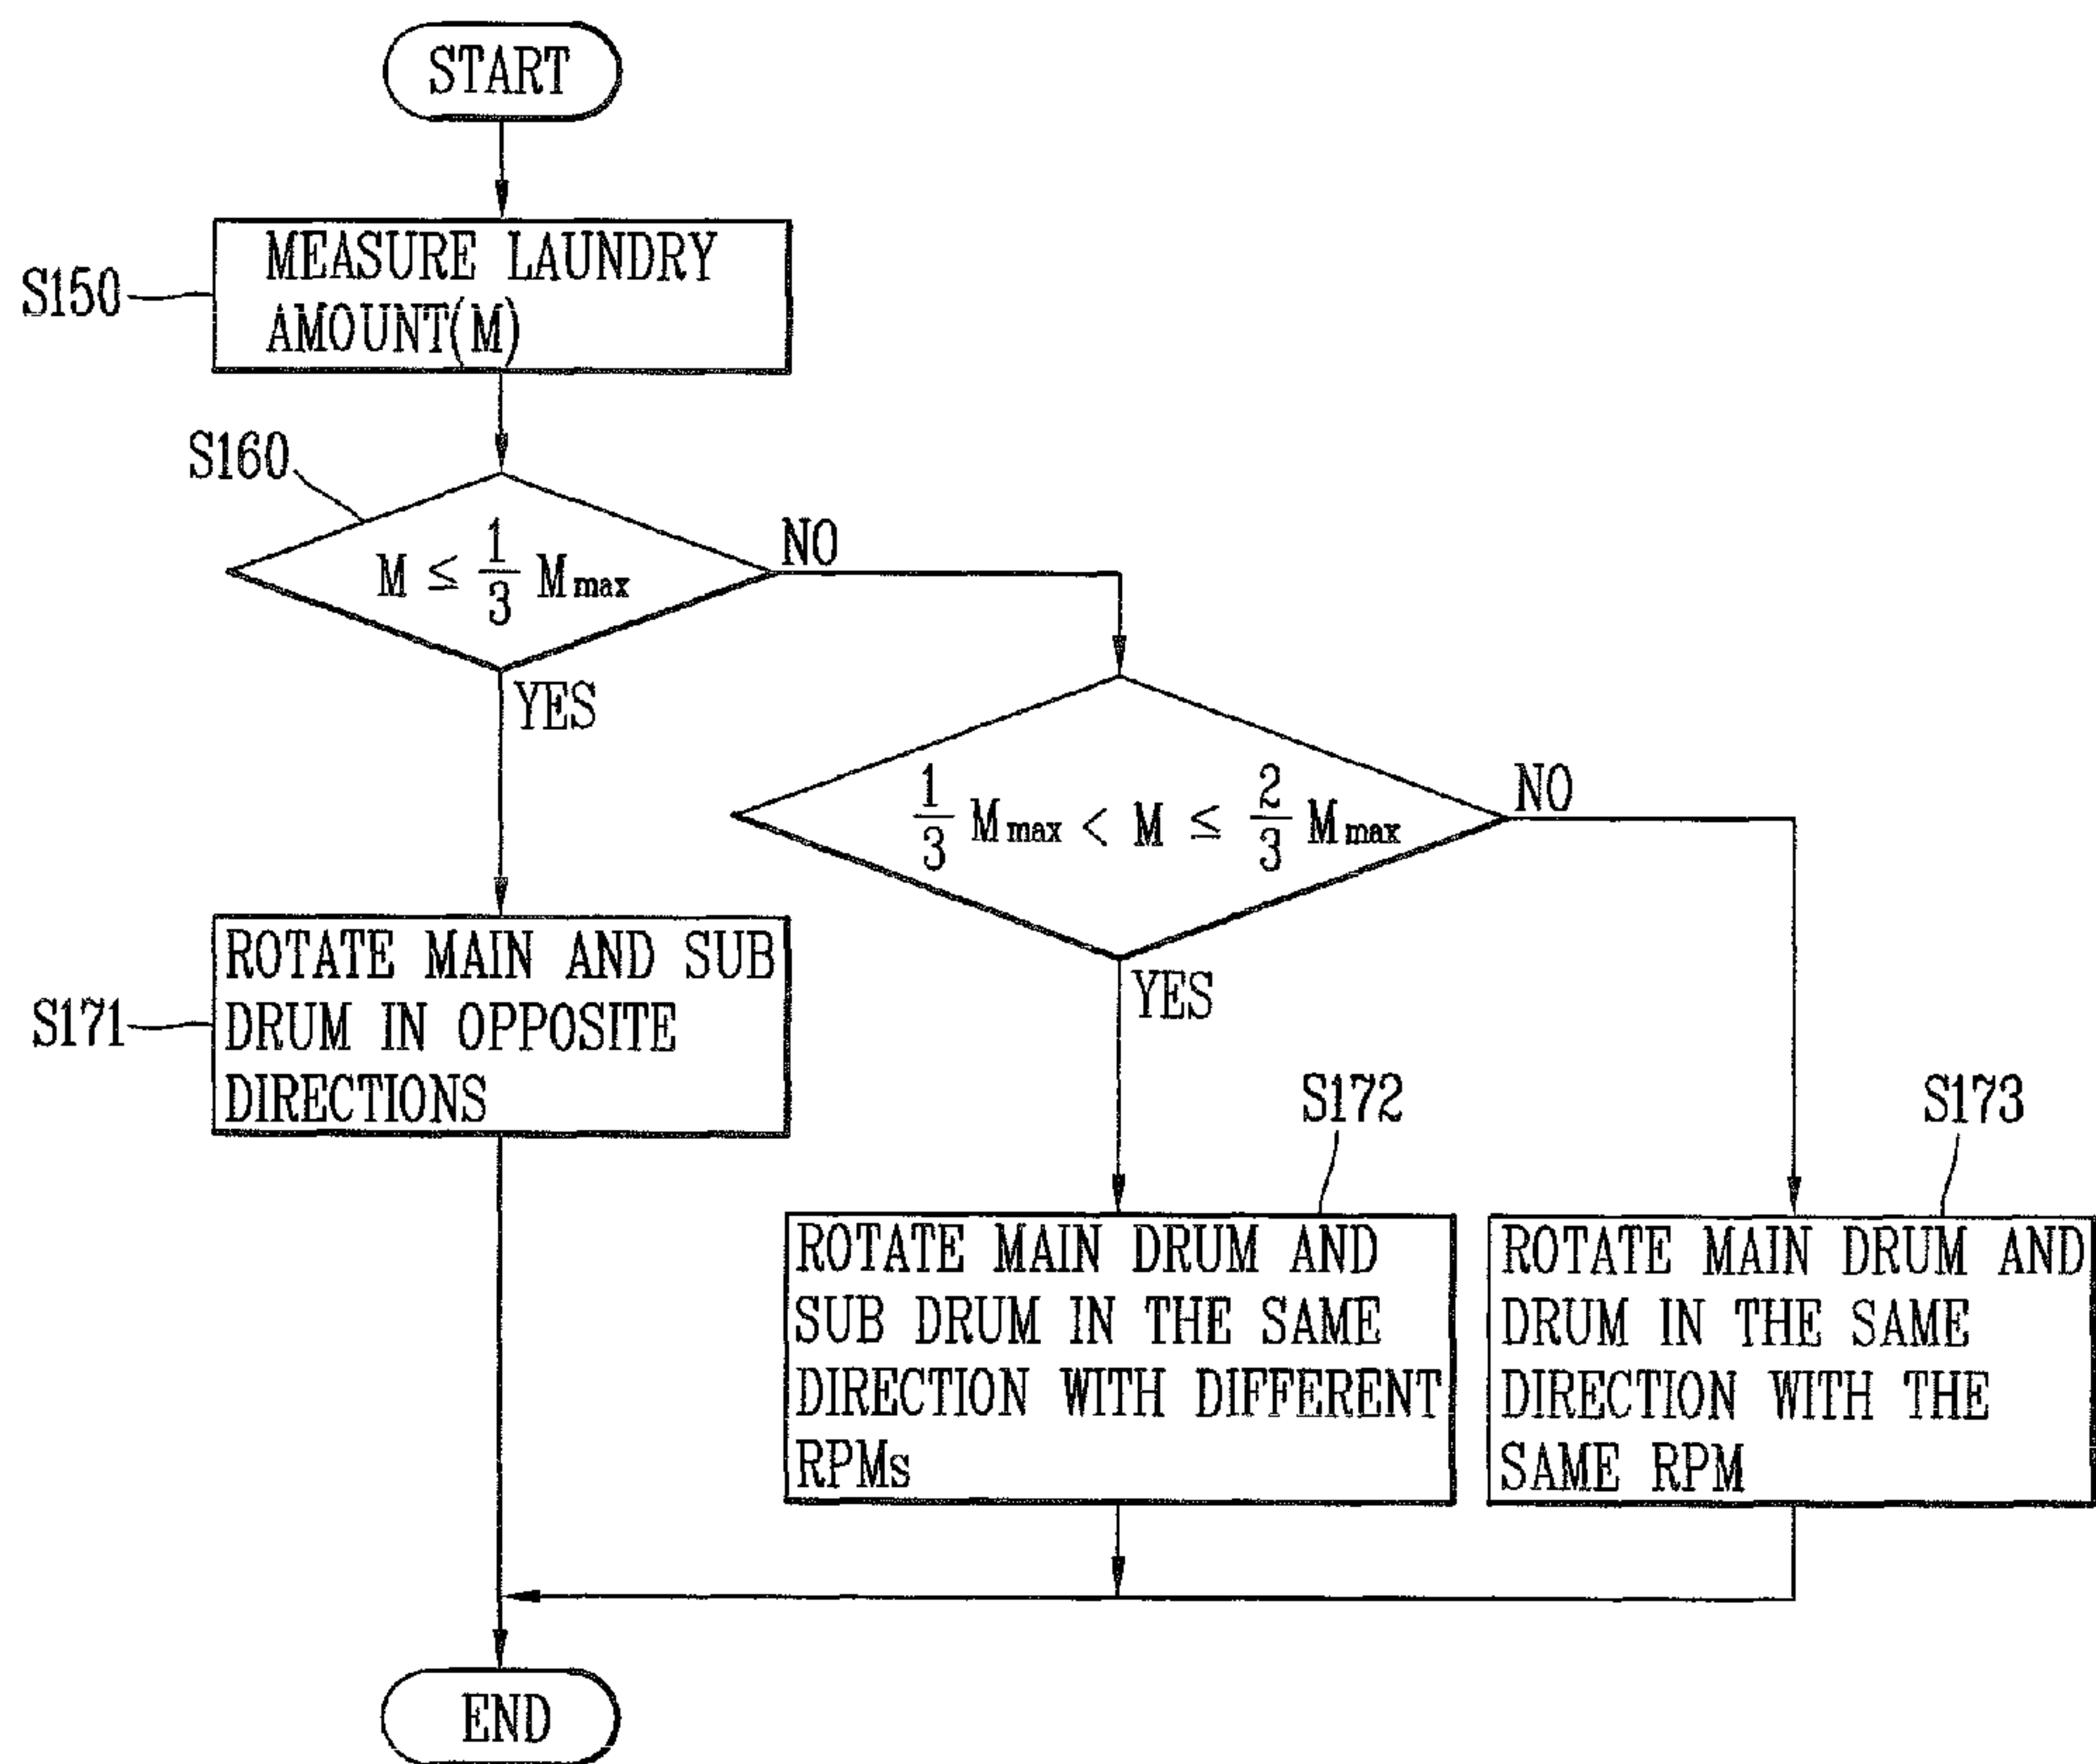 START
S150
MEASURE LAUNDRY
AMOUNT(M)
S160
M ≤ 1/3 Mmax
NO
YES
1/3 Mmax < M ≤ 2/3 Mmax
NO
YES
S171
ROTATE MAIN AND SUB
DRUM IN OPPOSITE
DIRECTIONS
S172
ROTATE MAIN DRUM AND
SUB DRUM IN THE SAME
DIRECTION WITH DIFFERENT
RPMs
S173
ROTATE MAIN DRUM AND
DRUM IN THE SAME
DIRECTION WITH THE
SAME RPM
END